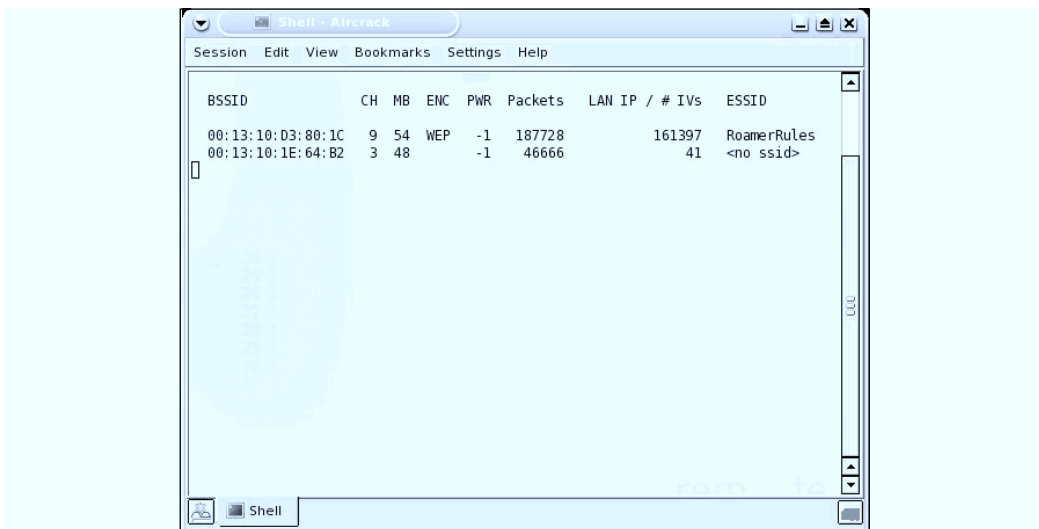 Shell - Aircrack
Session Edit View Bookmarks Settings Help
BSSID CH MB ENC PWR Packets LAN IP / # IVs ESSID
00:13:10:D3:80:1C 9 54 WEP -1 187728 161397 RoamerRules
00:13:10:1E:64:B2 3 48 -1 46666 41 <no ssid>
Shell